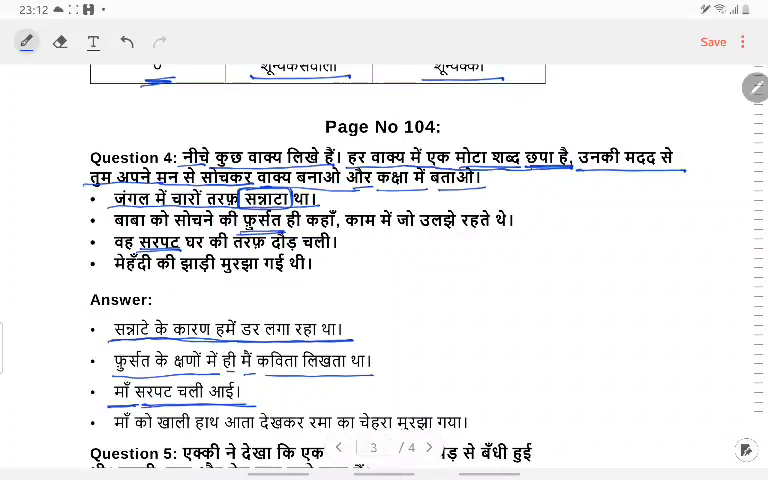 23:12
Save
0 शून्यकसवाला शून्यक्का
Page No 104:
Question 4: नीचे कुछ वाक्य लिखे हैं। हर वाक्य में एक मोटा शब्द छपा है, उनकी मदद से
तुम अपने मन से सोचकर वाक्य बनाओ और कक्षा में बताओ।
• जंगल में चारों तरफ़ सन्नाटा था।
• बाबा को सोचने की फ़ुर्सत ही कहाँ, काम में जो उलझे रहते थे।
• वह सरपट घर की तरफ़ दौड़ चली।
• मेहँदी की झाड़ी मुरझा गई थी।
Answer:
• सन्नाटे के कारण हमें डर लगा रहा था।
• फ़ुर्सत के क्षणों में ही मैं कविता लिखता था।
• माँ सरपट चली आई।
• माँ को खाली हाथ आता देखकर रमा का चेहरा मुरझा गया।
Question 5: एक्की ने देखा कि एक
3 / 4
से बँधी हुई